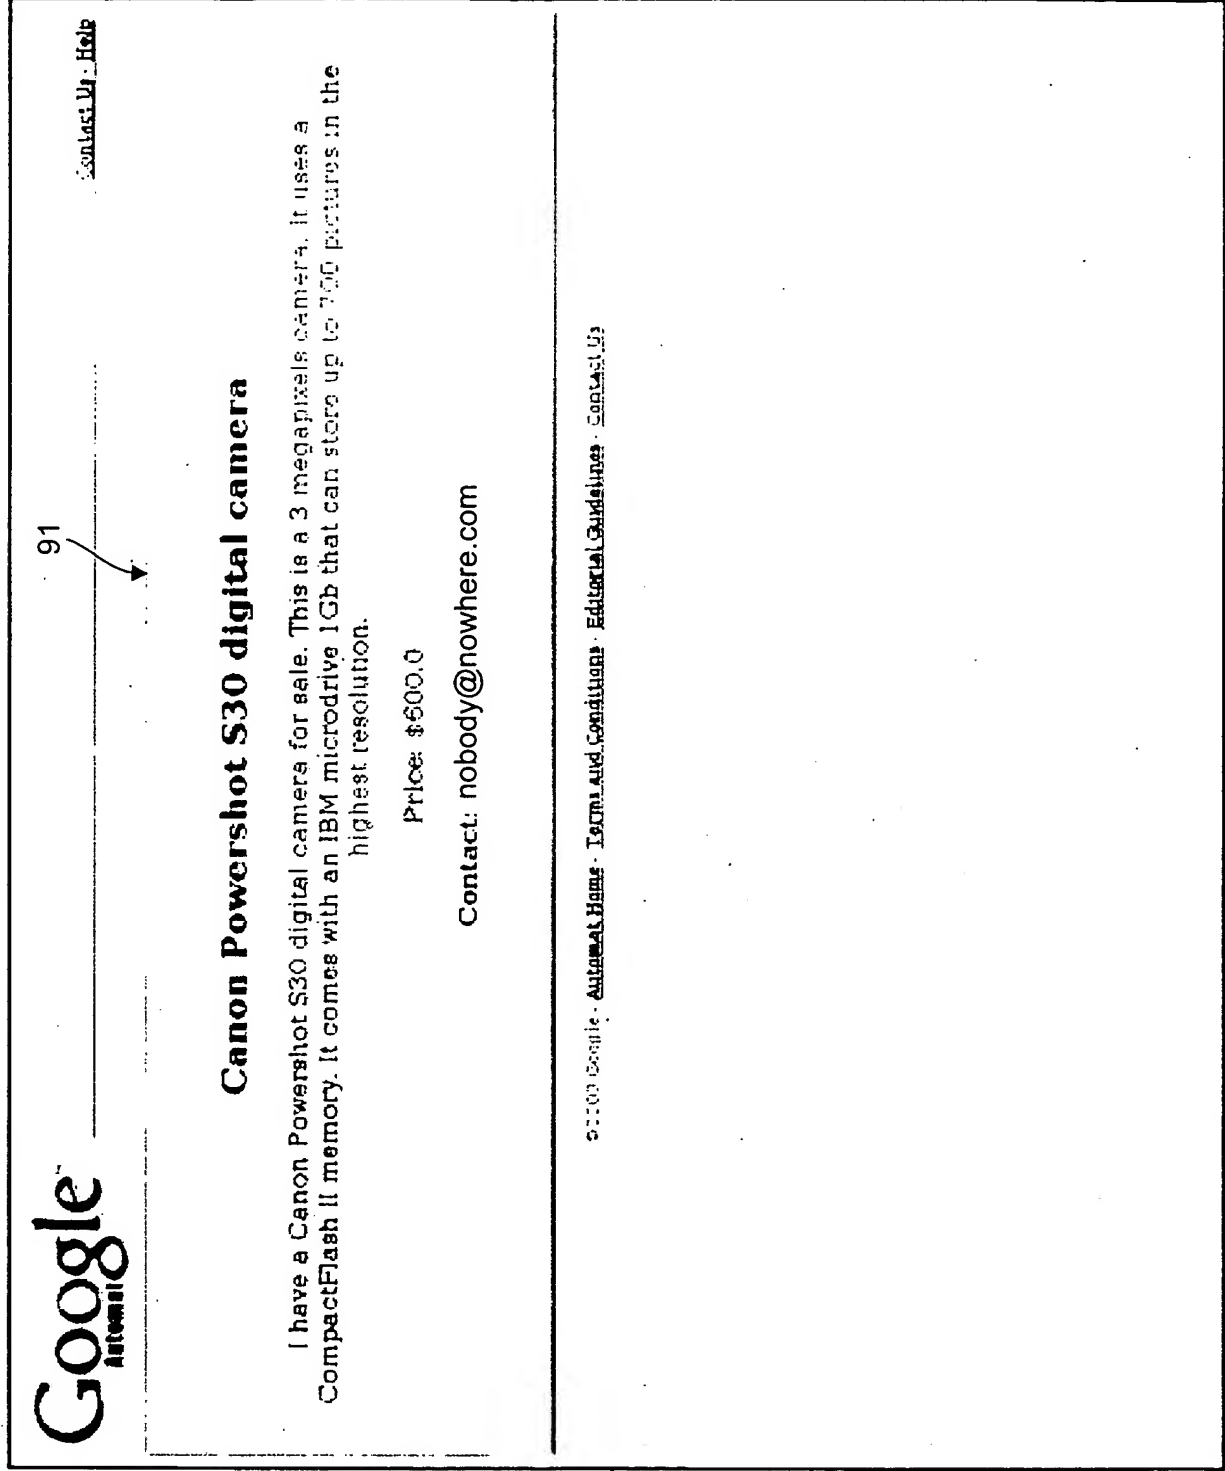 Google™
Automat
Contact Us - Help
91
Canon Powershot S30 digital camera
I have a Canon Powershot S30 digital camera for sale. This is a 3 megapixels camera. It uses a
CompactFlash II memory. It comes with an IBM microdrive 1Gb that can store up to 700 pictures in the
highest resolution.
Price: $600.0
Contact: nobody@nowhere.com
Google - Automat Home - Terms and Conditions - Editorial Guidelines - Contact Us